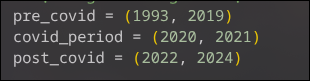 pre_covid = (1993, 2019)
covid_period = (2020, 2021)
post_covid = (2022, 2024)